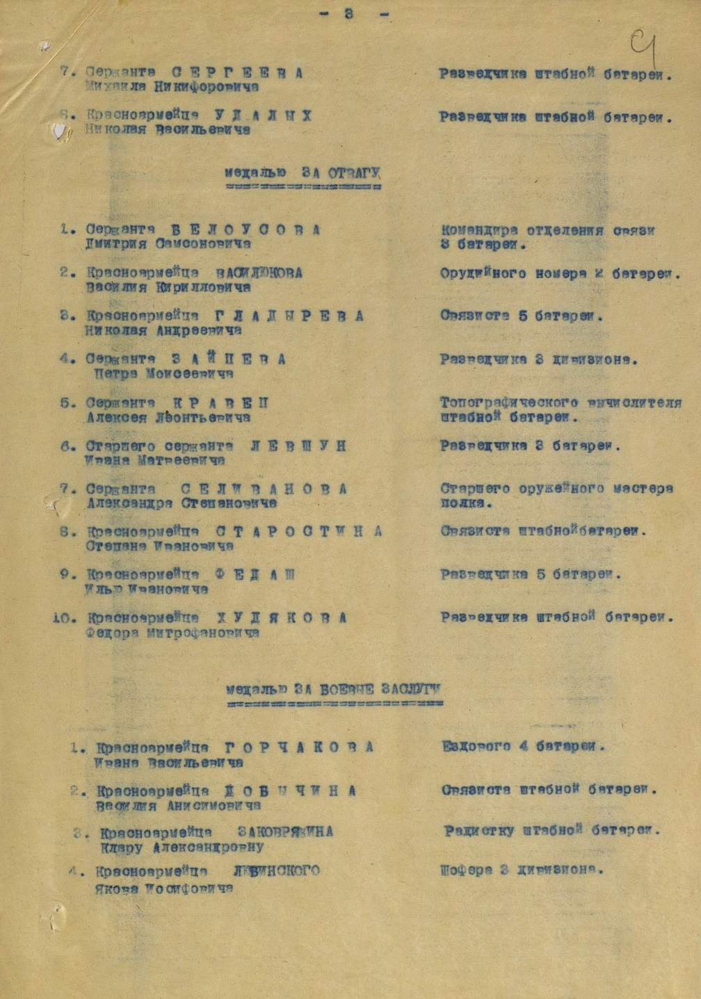 - 3 -
7. Сержанта С Е Р Г Е Е В А Разведчика штабной батареи.
Михаила Никифоровича
8. Красноармейца У Д А Л Ы Х Разведчика штабной батареи.
Николая Васильевича
медалью ЗА ОТВАГУ
1. Сержанта Б Е Л О У С О В А Командира отделения связи
Дмитрия Самсоновича 3 батареи.
2. Красноармейца ВАСИЛЮКОВА Орудийного номера 2 батареи.
Василия Кирилловича
3. Красноармейца Г Л А Д Ы Р Е В А Связиста 5 батареи.
Николая Андреевича
4. Сержанта З А Й Ц Е В А Разведчика 3 дивизиона.
Петра Моисеевича
5. Сержанта К Р А В Е Ц Топографического вычислителя
Алексея Леонтьевича штабной батареи.
6. Старшего сержанта Л Е В Ш У Н Разведчика 3 батареи.
Ивана Матвеевича
7. Сержанта С Е Л И В А Н О В А Старшего оружейного мастера
Александра Степановича полка.
8. Красноармейца С Т А Р О С Т И Н А Связиста штабнойбатареи.
Степана Ивановича
9. Красноармейца Ф Е Д А Ш Разведчика 5 батареи.
Илью Ивановича
10. Красноармейца Х У Д Я К О В А Разведчика штабной батареи.
Федора Митрофановича
медалью ЗА БОЕВЫЕ ЗАСЛУГИ
1. Красноармейца Г О Р Ч А К О В А Ездового 4 батареи.
Ивана Васильевича
2. Красноармейца Д О Б Ы Ч И Н А Связиста штабной батареи.
Василия Анисимовича
3. Красноармейца ЗАКОВРЯЖИНА Радистку штабной батареи.
Клару Александровну
4. Красноармейца ЛЕВИНСКОГО Шофера 3 дивизиона.
Якова Иосифовича